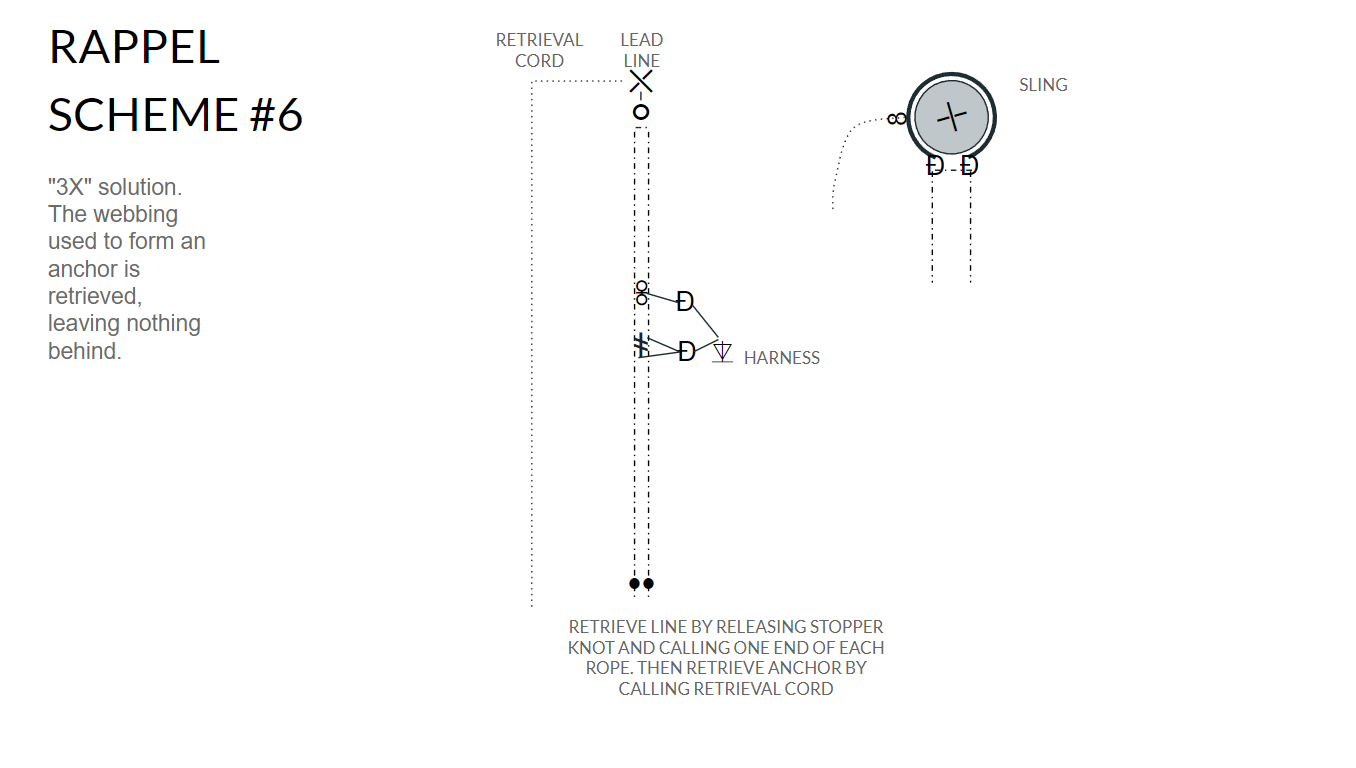 RAPPEL
SCHEME #6
"3X" solution.
The webbing
used to form an
anchor is
retrieved,
leaving nothing
behind.
RETRIEVAL
CORD
LEAD
LINE
SLING
HARNESS
RETRIEVE LINE BY RELEASING STOPPER
KNOT AND CALLING ONE END OF EACH
ROPE. THEN RETRIEVE ANCHOR BY
CALLING RETRIEVAL CORD